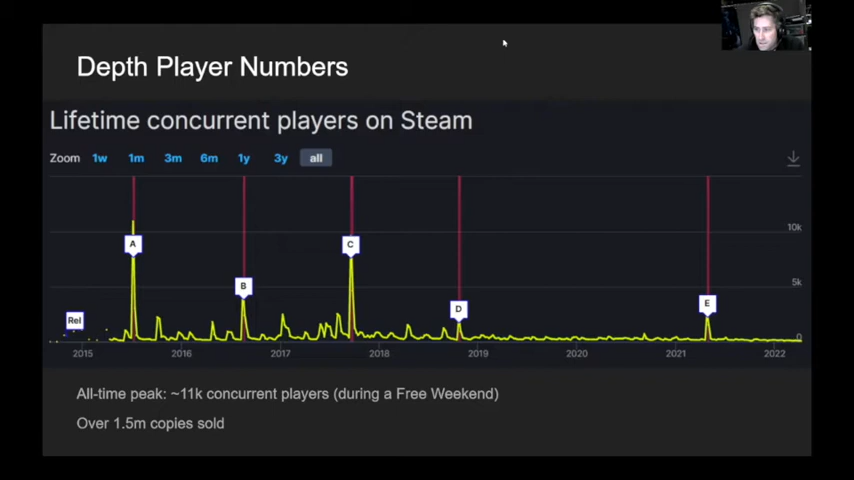 Depth Player Numbers
Lifetime concurrent players on Steam
Zoom 1w 1m 3m 6m 1y 3y all
10k
A
C
B
5k
E
D
Rel
0
2015 2016 2017 2018 2019 2020 2021 2022
All-time peak: ~11k concurrent players (during a Free Weekend)
Over 1.5m copies sold